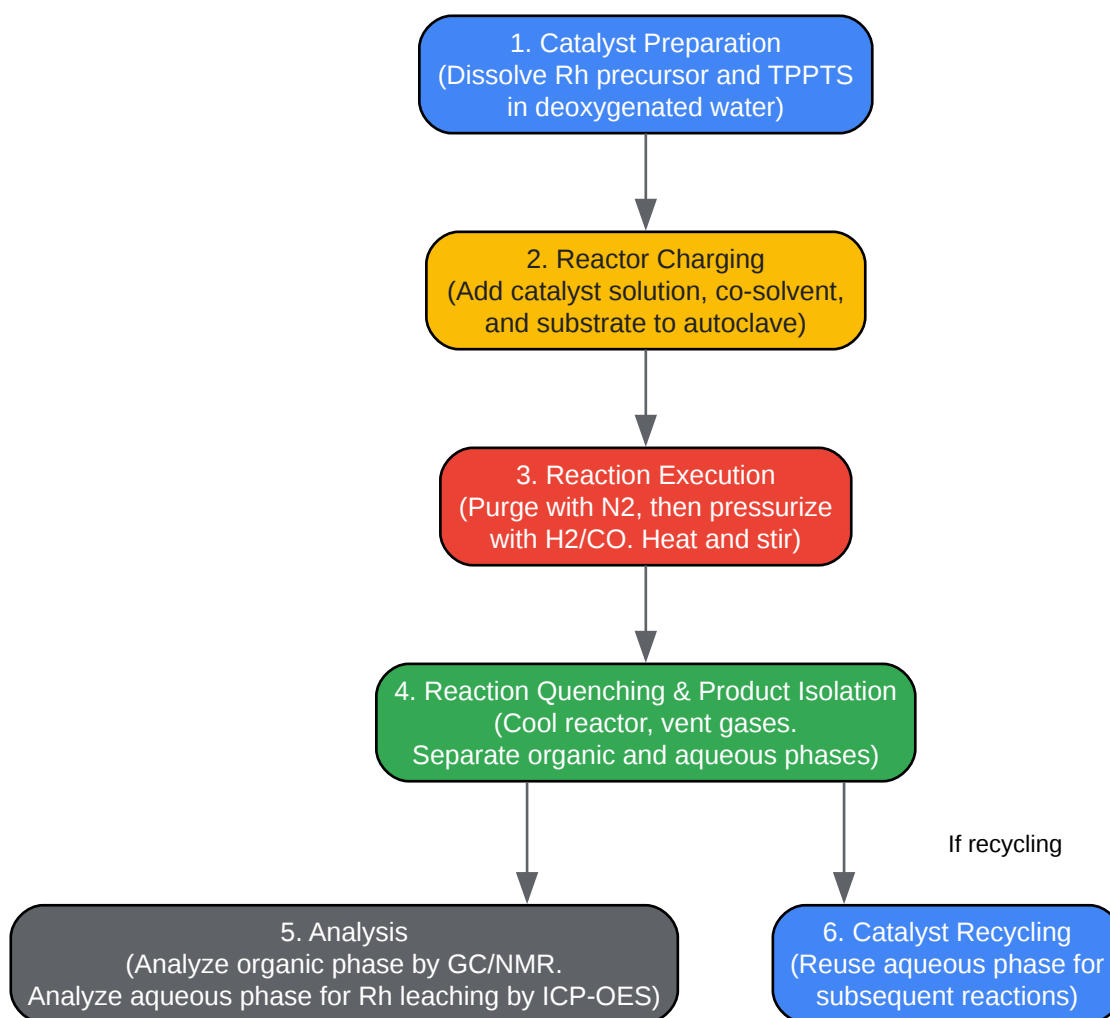 1. Catalyst Preparation
(Dissolve Rh precursor and TPPTS
in deoxygenated water)
2. Reactor Charging
(Add catalyst solution, co-solvent,
and substrate to autoclave)
3. Reaction Execution
(Purge with N2, then pressurize
with H2/CO. Heat and stir)
4. Reaction Quenching & Product Isolation
(Cool reactor, vent gases.
Separate organic and aqueous phases)
If recycling
5. Analysis
(Analyze organic phase by GC/NMR.
Analyze aqueous phase for Rh leaching by ICP-OES)
6. Catalyst Recycling
(Reuse aqueous phase for
subsequent reactions)